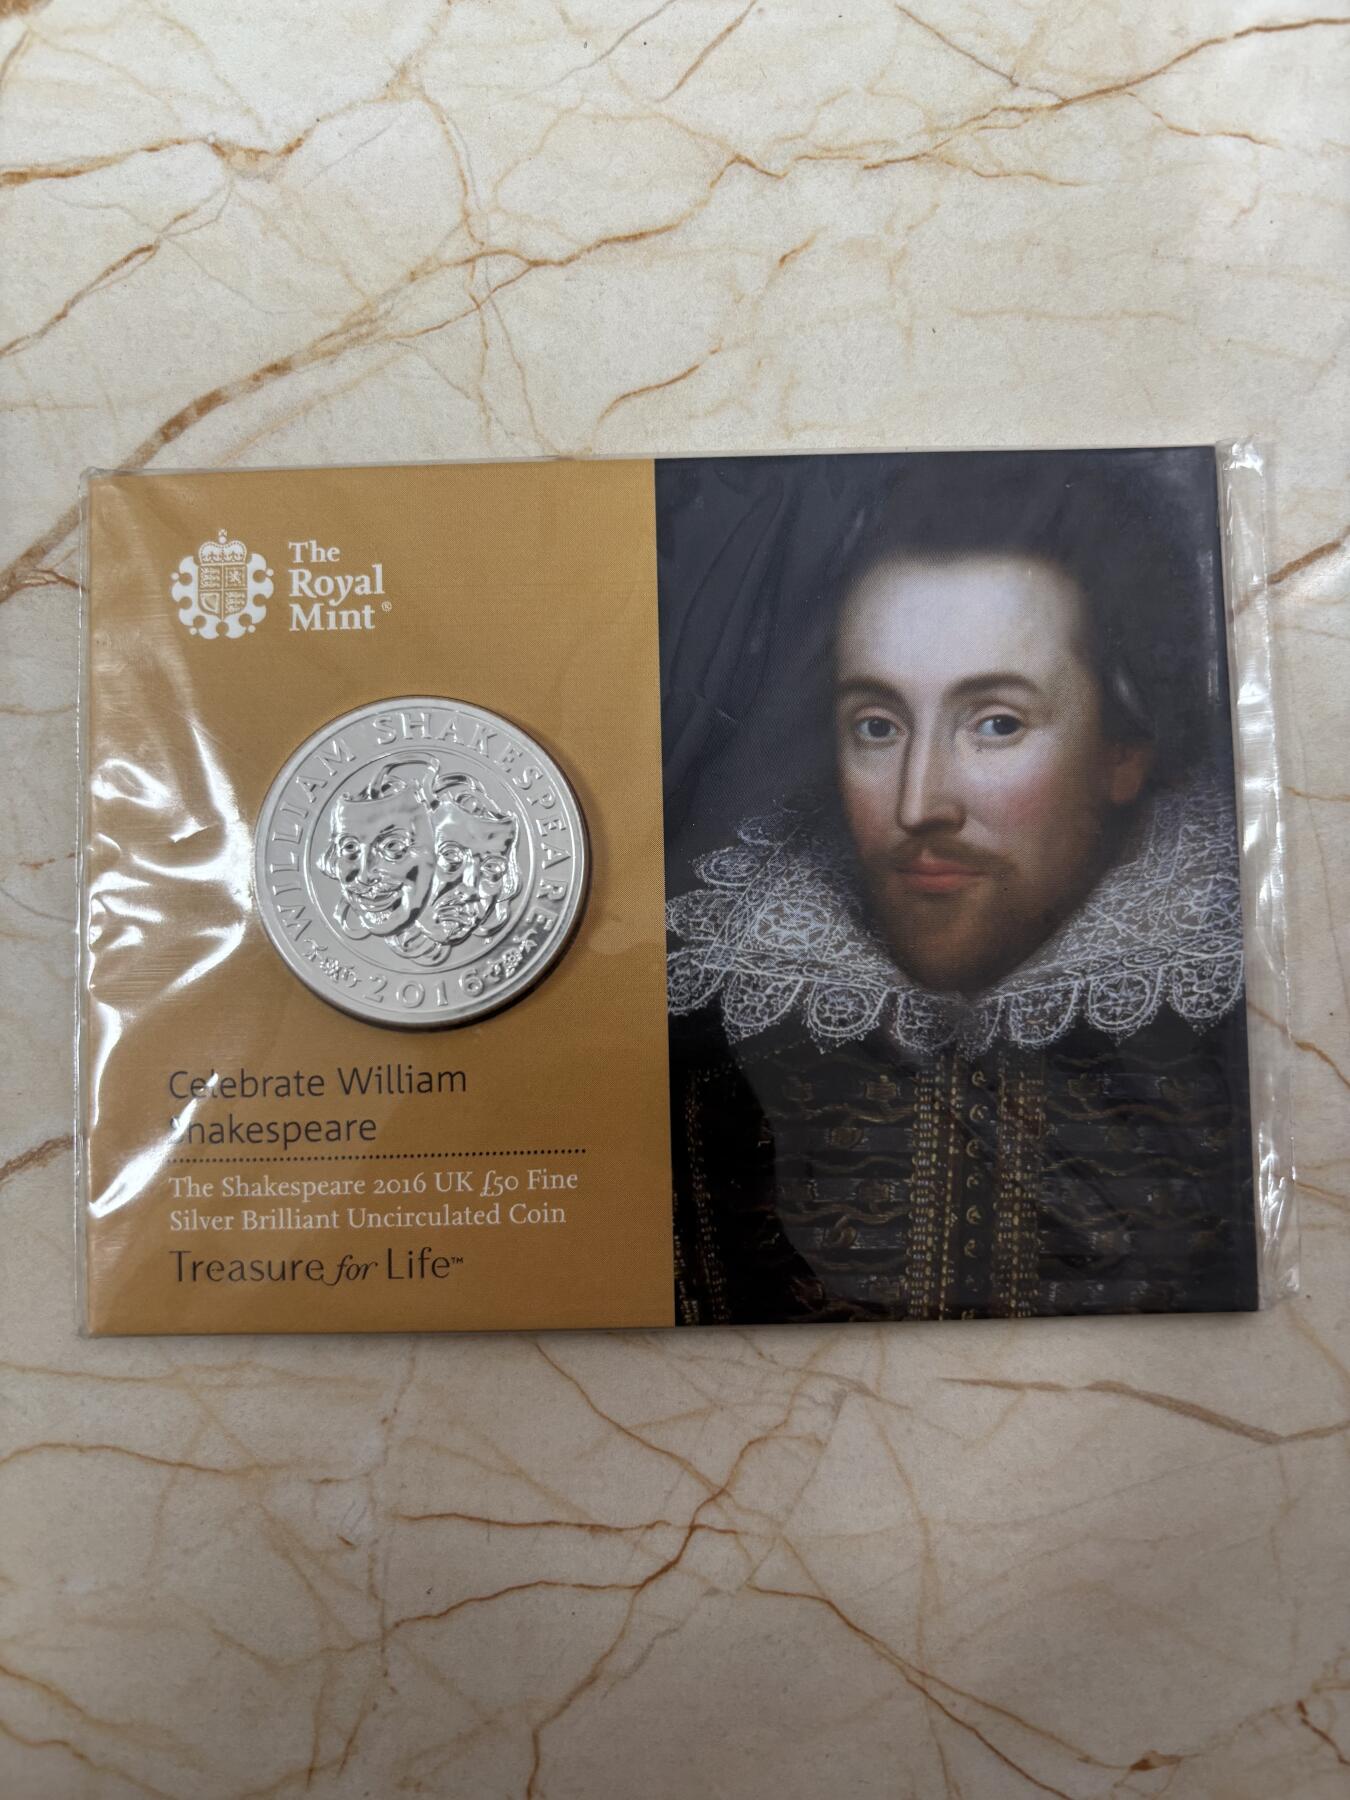 The
Royal
Mint®
WILLIAM SHAKESPEARE
2016
Celebrate William
Shakespeare
The Shakespeare 2016 UK £50 Fine
Silver Brilliant Uncirculated Coin
Treasure for Life™